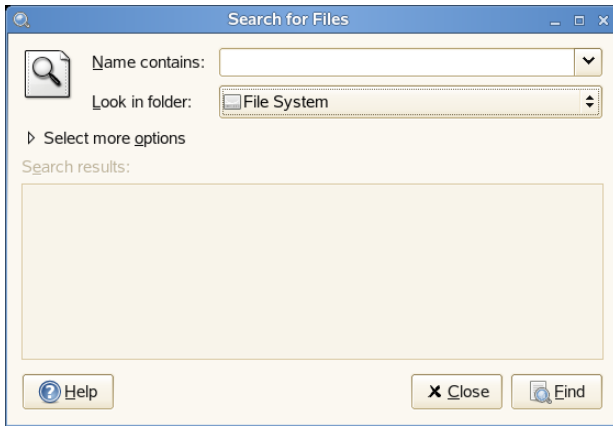 Search for Files
Name contains:
Look in folder:
File System
Select more options
Search results:
Help
Close
Find